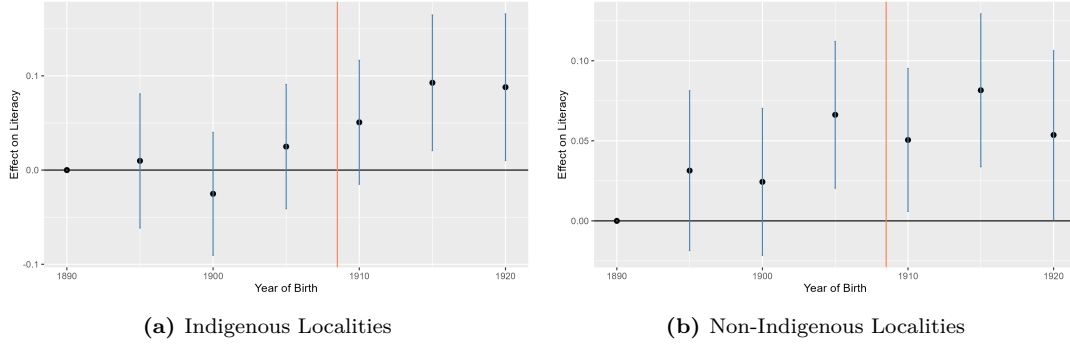 Effect on Literacy
0.1
0.0
-0.1
1890
1900
1910
1920
Year of Birth
(a) Indigenous Localities
Effect on Literacy
0.10
0.05
0.00
1890
1900
1910
1920
Year of Birth
(b) Non-Indigenous Localities